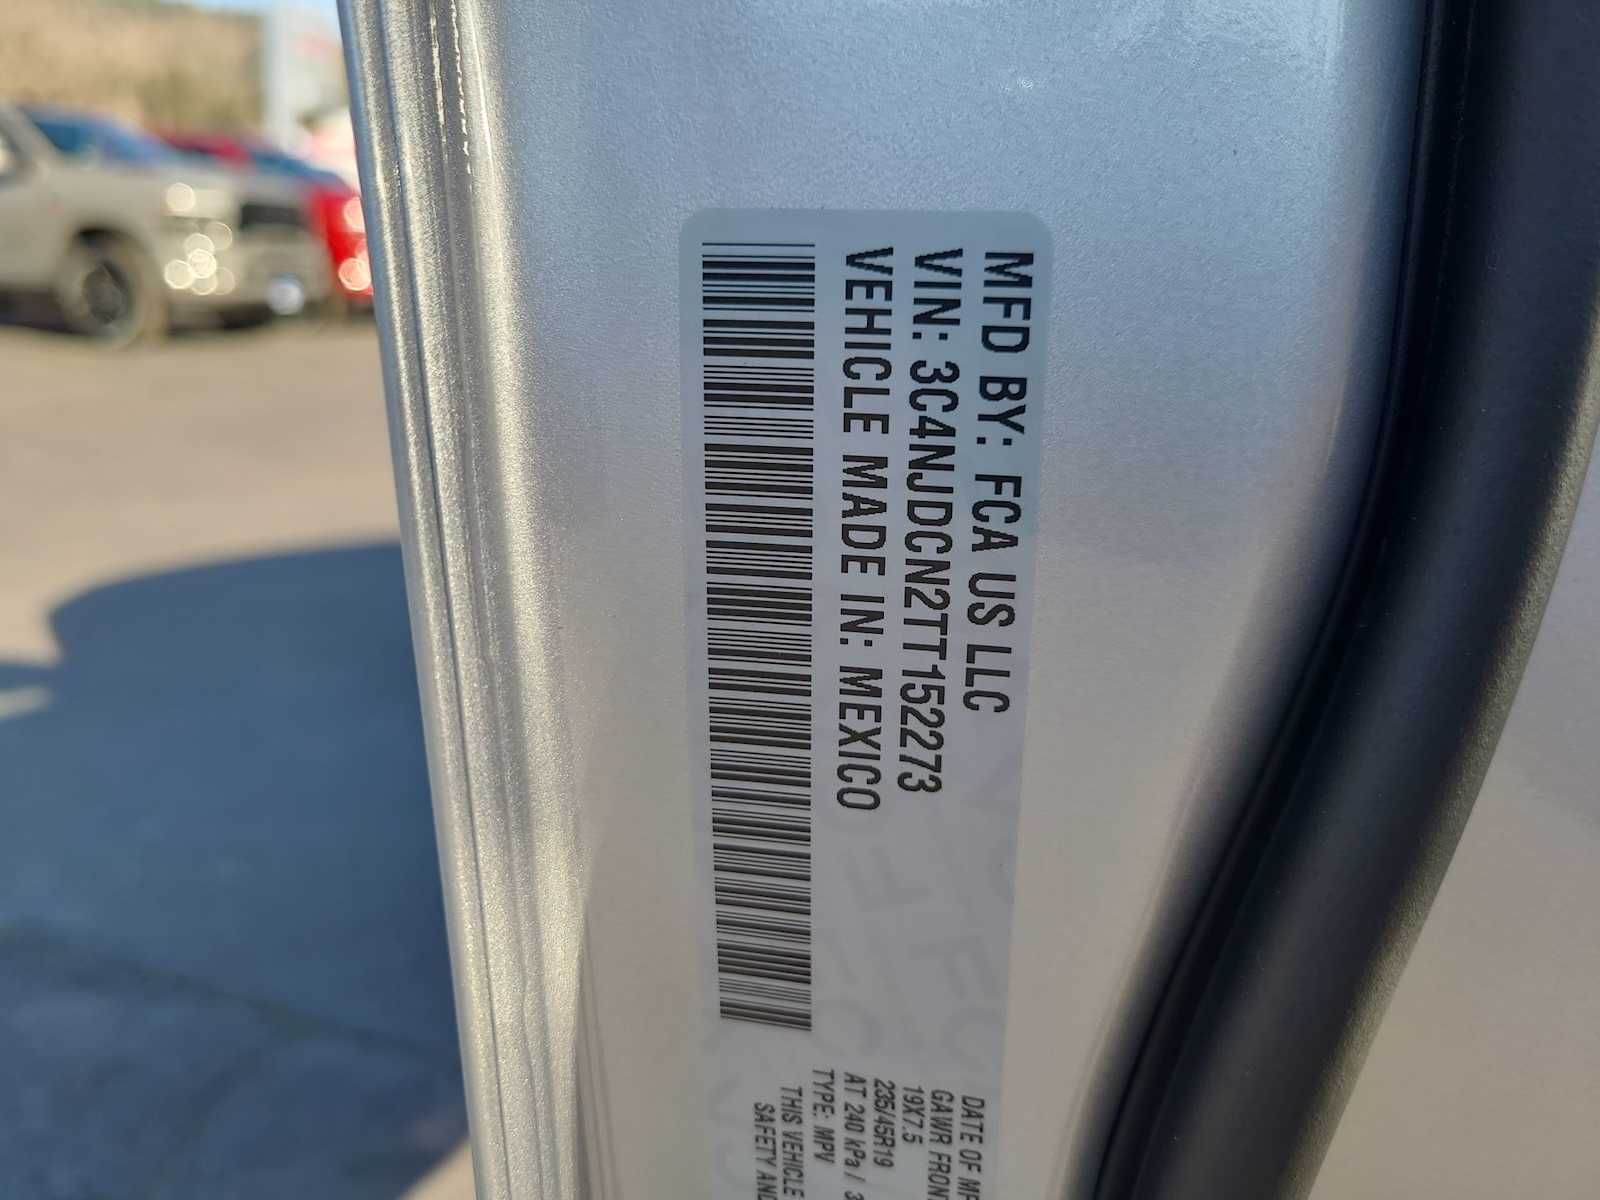 MFD BY: FCA US LLC
VIN: 3C4NJDCN2TT152273
VEHICLE MADE IN: MEXICO
DATE OF
GAWR FRONT
19X7.5
235/45R19
AT 240 kPa /
TYPE: MPV
THIS VEHICLE
SAFETY AND